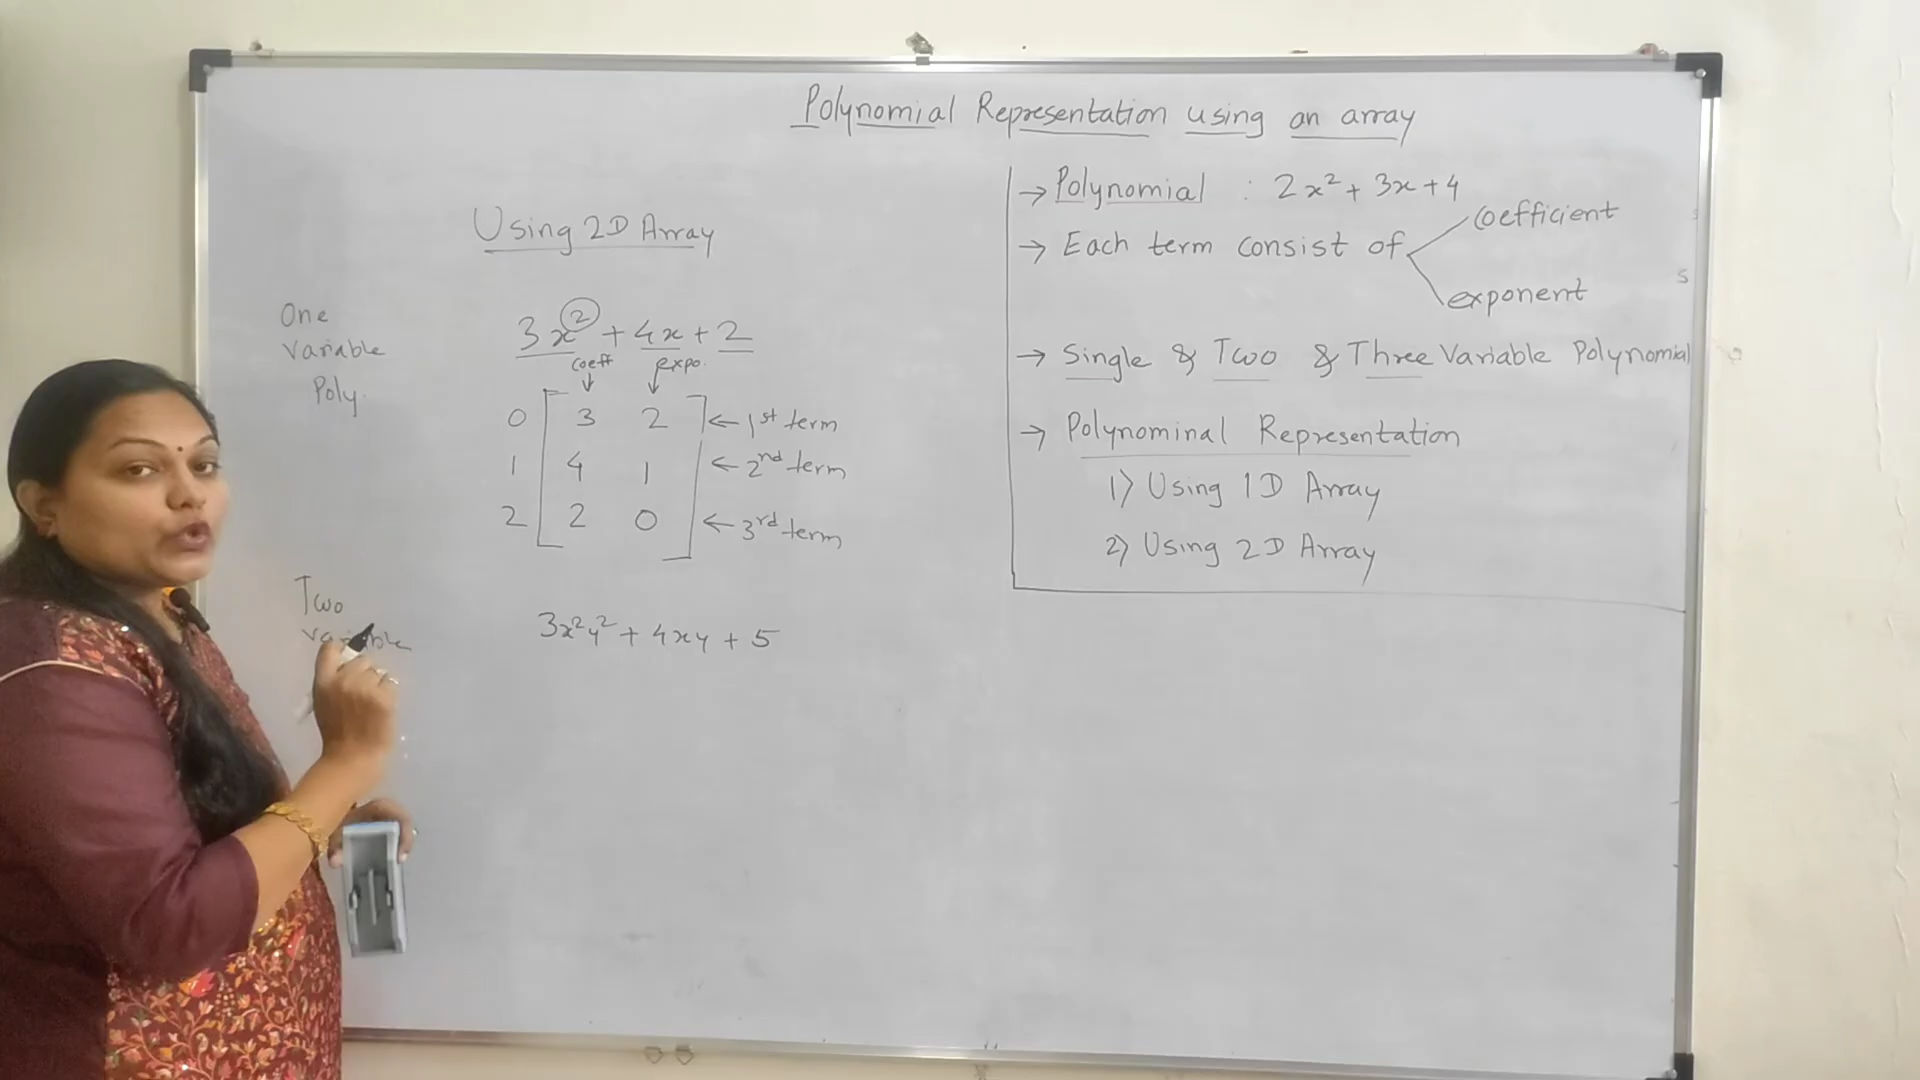 Polynomial Representation using an array
Using 2D Array
One
Variable
Poly.
3x² + 4x + 2
coeff expo.
0 3 2 ← 1st term
1 4 1 ← 2nd term
2 2 0 ← 3rd term
Two
variable
3x²y² + 4xy + 5
→ Polynomial : 2x² + 3x + 4
→ Each term consist of
coefficient
exponent
→ Single & Two & Three Variable Polynomial
→ Polynominal Representation
1) Using 1D Array
2) Using 2D Array